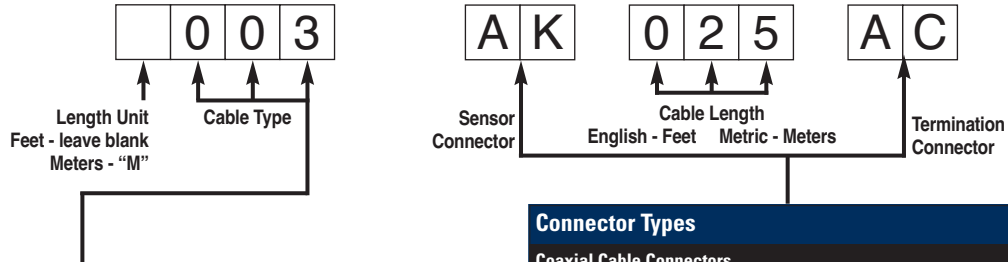 0 0 3
A K
0 2 5
A C
Length Unit
Feet - leave blank
Meters - “M”
Cable Type
Sensor
Connector
Cable Length
English - Feet Metric - Meters
Termination
Connector
Connector Types
Coaxial Cable Connectors